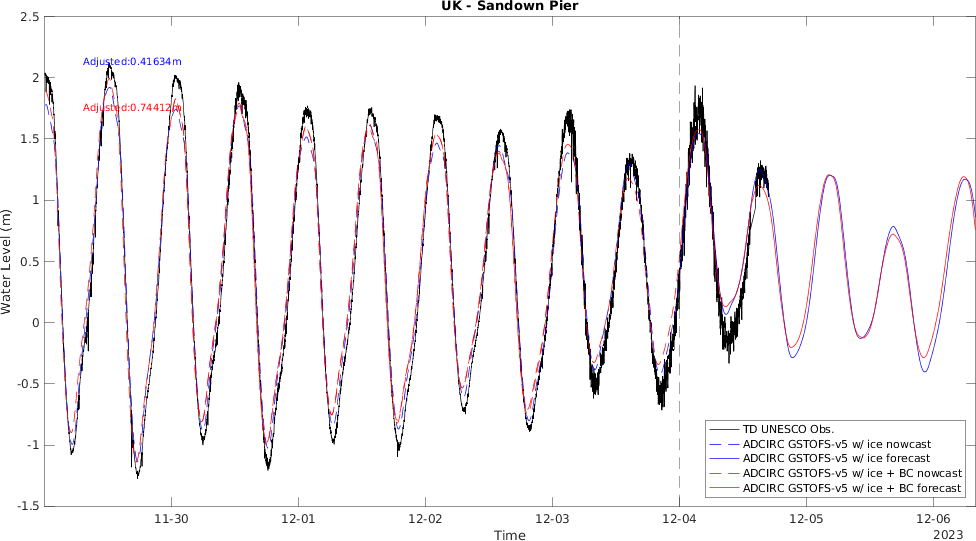 UK - Sandown Pier
2.5
2
1.5
1
0.5
0
-0.5
-1
-1.5
Water Level (m)
Adjusted:0.41634m
Adjusted:0.74412m
TD UNESCO Obs.
ADCIRC GSTOFS-v5 w/ ice nowcast
ADCIRC GSTOFS-v5 w/ ice forecast
ADCIRC GSTOFS-v5 w/ ice + BC nowcast
ADCIRC GSTOFS-v5 w/ ice + BC forecast
11-30 12-01 12-02 12-03 12-04 12-05 12-06
Time
2023